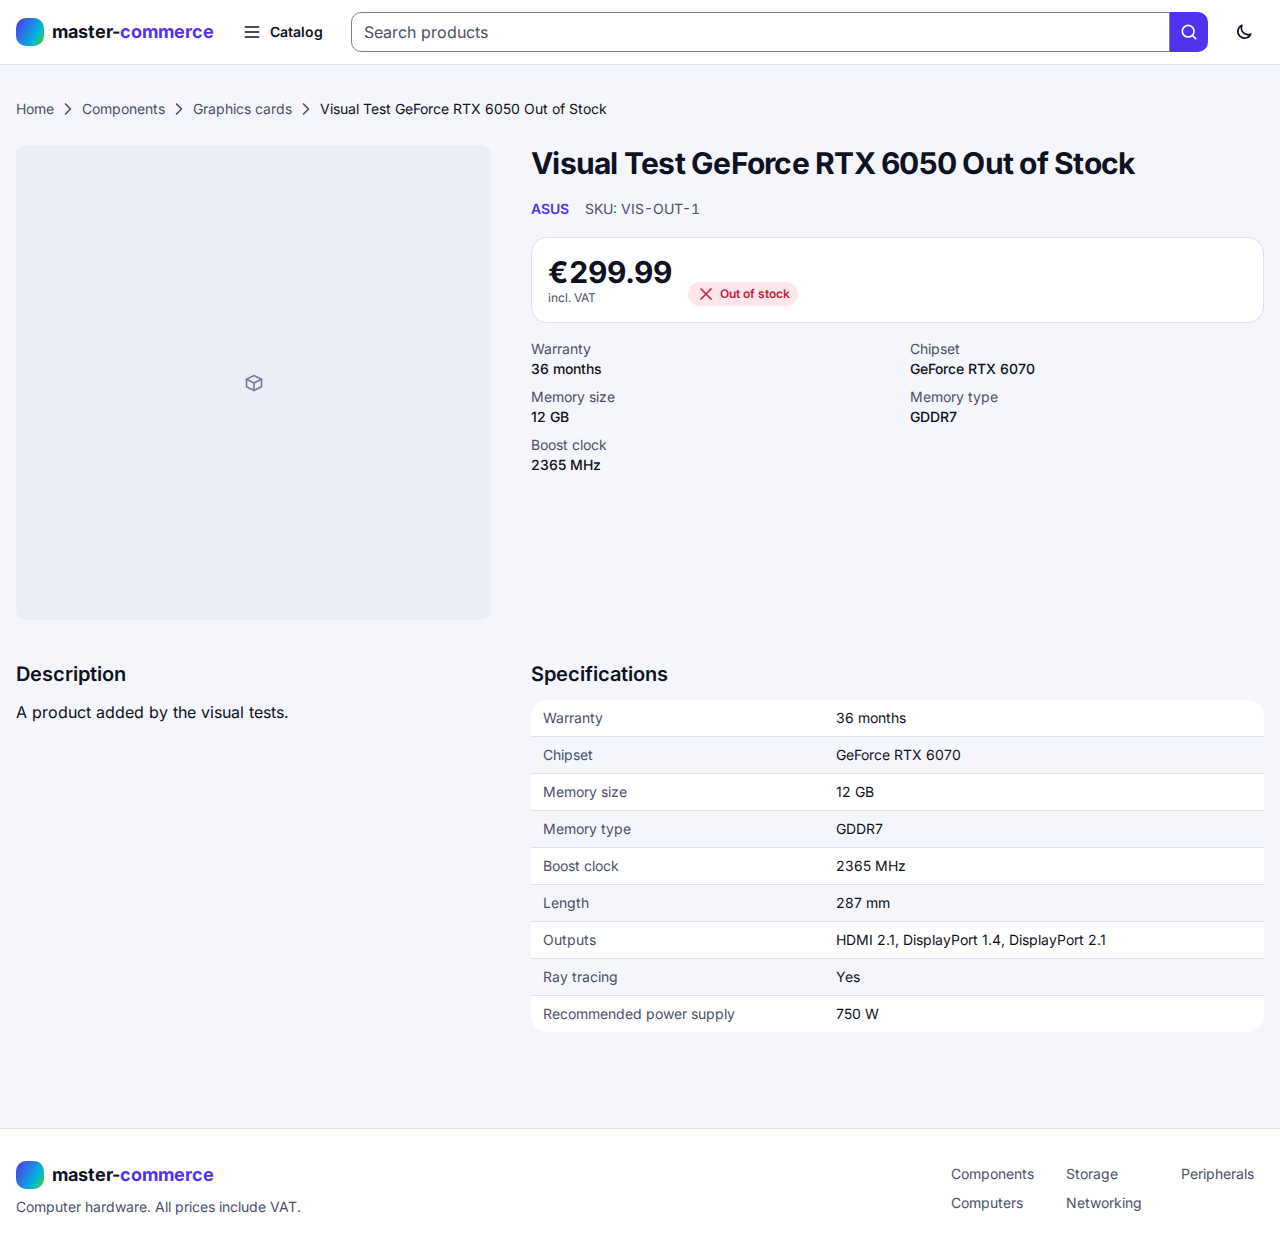 master-commerce
Catalog
Search products
Home
Components
Graphics cards
Visual Test GeForce RTX 6050 Out of Stock
Visual Test GeForce RTX 6050 Out of Stock
ASUS SKU: VIS-OUT-1
€299.99
incl. VAT
Out of stock
Warranty
36 months
Chipset
GeForce RTX 6070
Memory size
12 GB
Memory type
GDDR7
Boost clock
2365 MHz
Description
A product added by the visual tests.
Specifications
Warranty 36 months
Chipset GeForce RTX 6070
Memory size 12 GB
Memory type GDDR7
Boost clock 2365 MHz
Length 287 mm
Outputs HDMI 2.1, DisplayPort 1.4, DisplayPort 2.1
Ray tracing Yes
Recommended power supply 750 W
master-commerce
Computer hardware. All prices include VAT.
Components Storage Peripherals
Computers Networking